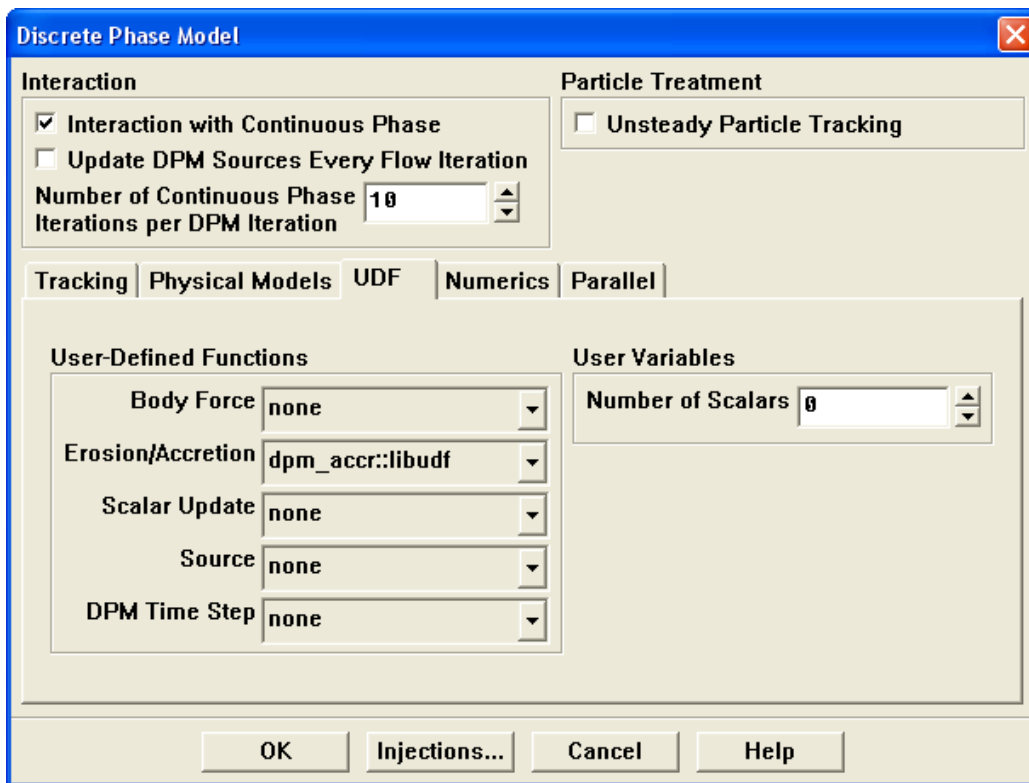 Discrete Phase Model
Interaction
Interaction with Continuous Phase
Update DPM Sources Every Flow Iteration
Number of Continuous Phase
Iterations per DPM Iteration
10
Particle Treatment
Unsteady Particle Tracking
Tracking Physical Models UDF Numerics Parallel
User-Defined Functions
Body Force none
Erosion/Accretion dpm_accr::libudf
Scalar Update none
Source none
DPM Time Step none
User Variables
Number of Scalars 0
OK Injections... Cancel Help